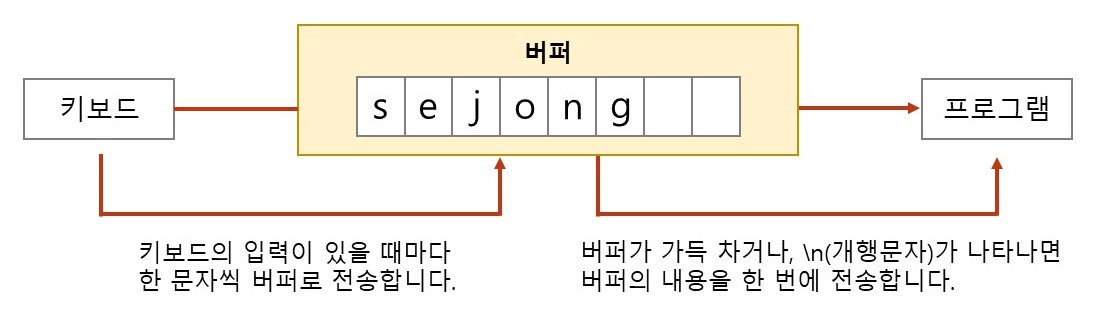 버퍼
키보드
s e j o n g
프로그램
키보드의 입력이 있을 때마다
한 문자씩 버퍼로 전송합니다.
버퍼가 가득 차거나, \n(개행문자)가 나타나면
버퍼의 내용을 한 번에 전송합니다.